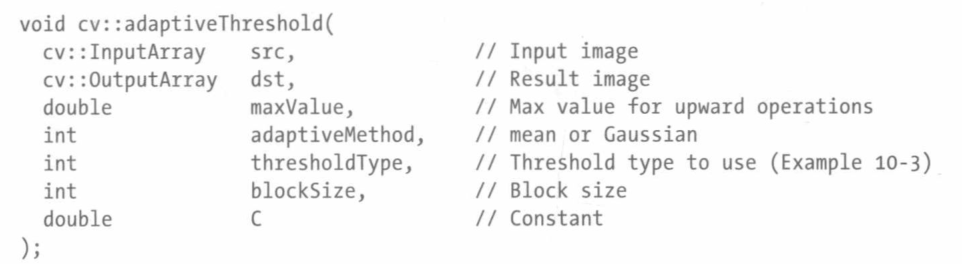 void cv::adaptiveThreshold(
  cv::InputArray    src,              // Input image
  cv::OutputArray   dst,              // Result image
  double            maxValue,         // Max value for upward operations
  int               adaptiveMethod,   // mean or Gaussian
  int               thresholdType,    // Threshold type to use (Example 10-3)
  int               blockSize,        // Block size
  double            C                 // Constant
);